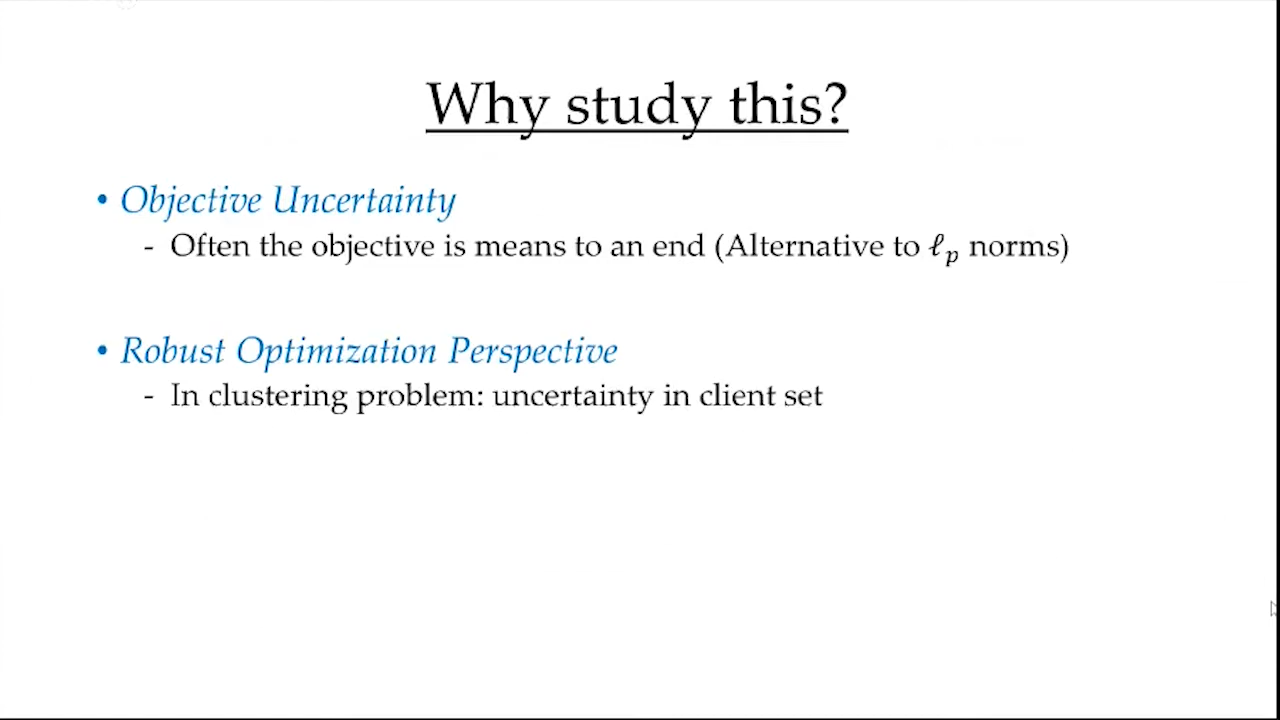 Why study this?
• Objective Uncertainty
- Often the objective is means to an end (Alternative to ℓₚ norms)
• Robust Optimization Perspective
- In clustering problem: uncertainty in client set